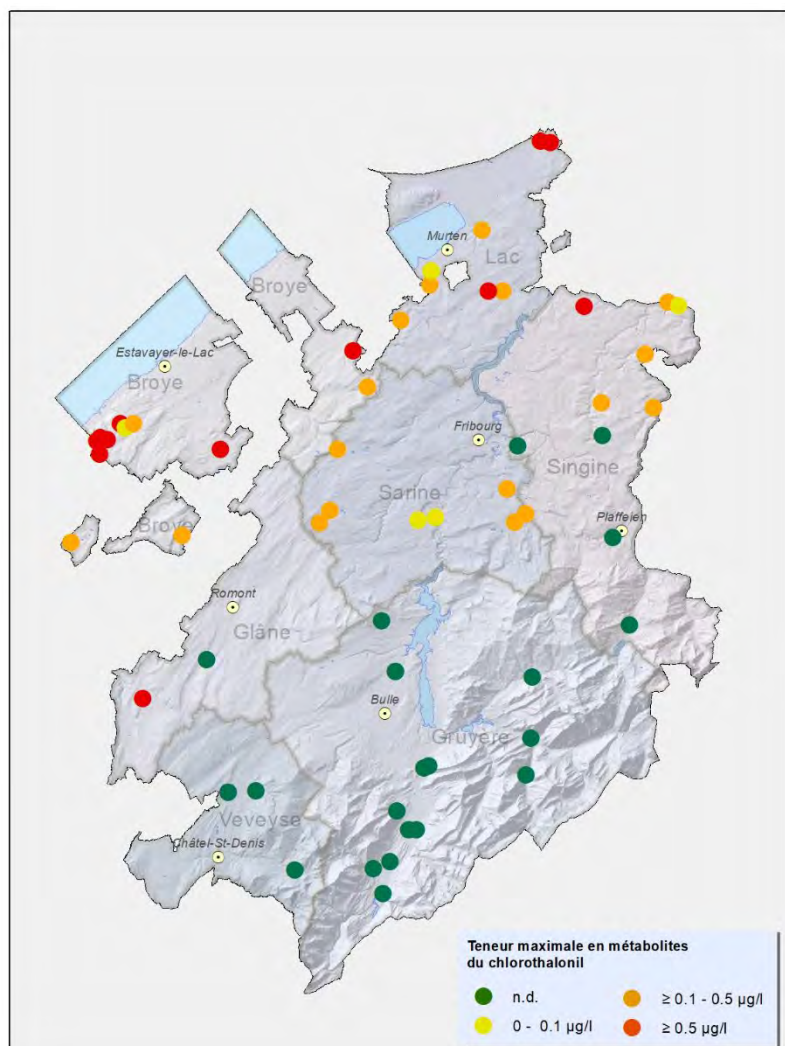 Murten
Lac
Broye
Estavayer-le-Lac
Broye
Fribourg
Singine
Sarine
Broye
Plaffeien
Romont
Glâne
Bulle
Gruyère
Veveyse
Châtel-St-Denis
Teneur maximale en métabolites
du chlorothalonil
n.d.
≥ 0.1 - 0.5 µg/l
0 - 0.1 µg/l
≥ 0.5 µg/l